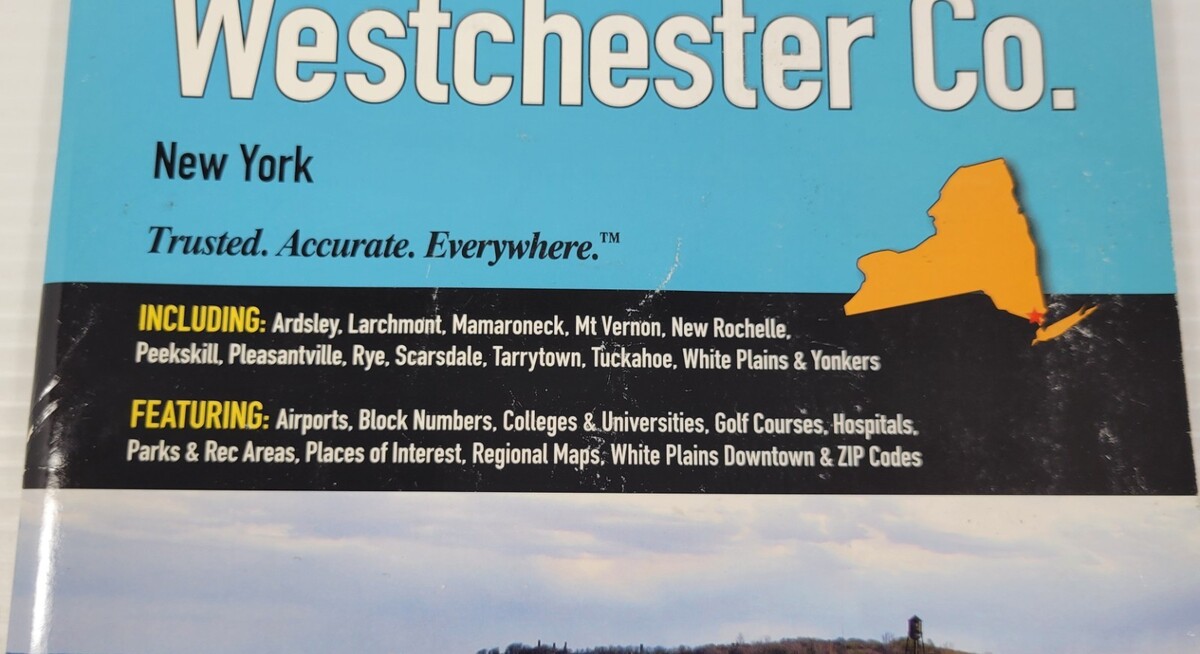 Westchester Co.
New York
Trusted. Accurate. Everywhere.™
INCLUDING: Ardsley, Larchmont, Mamaroneck, Mt Vernon, New Rochelle,
Peekskill, Pleasantville, Rye, Scarsdale, Tarrytown, Tuckahoe, White Plains & Yonkers
FEATURING: Airports, Block Numbers, Colleges & Universities, Golf Courses, Hospitals,
Parks & Rec Areas, Places of Interest, Regional Maps, White Plains Downtown & ZIP Codes